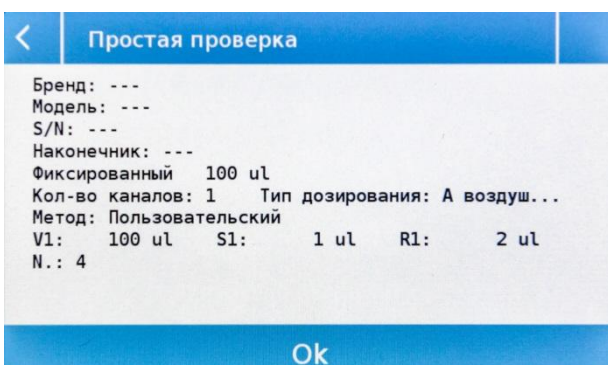 Простая проверка
Бренд: ---
Модель: ---
S/N: ---
Наконечник: ---
Фиксированный 100 ul
Кол-во каналов: 1 Тип дозирования: А воздуш...
Метод: Пользовательский
V1: 100 ul S1: 1 ul R1: 2 ul
N.: 4
Ok